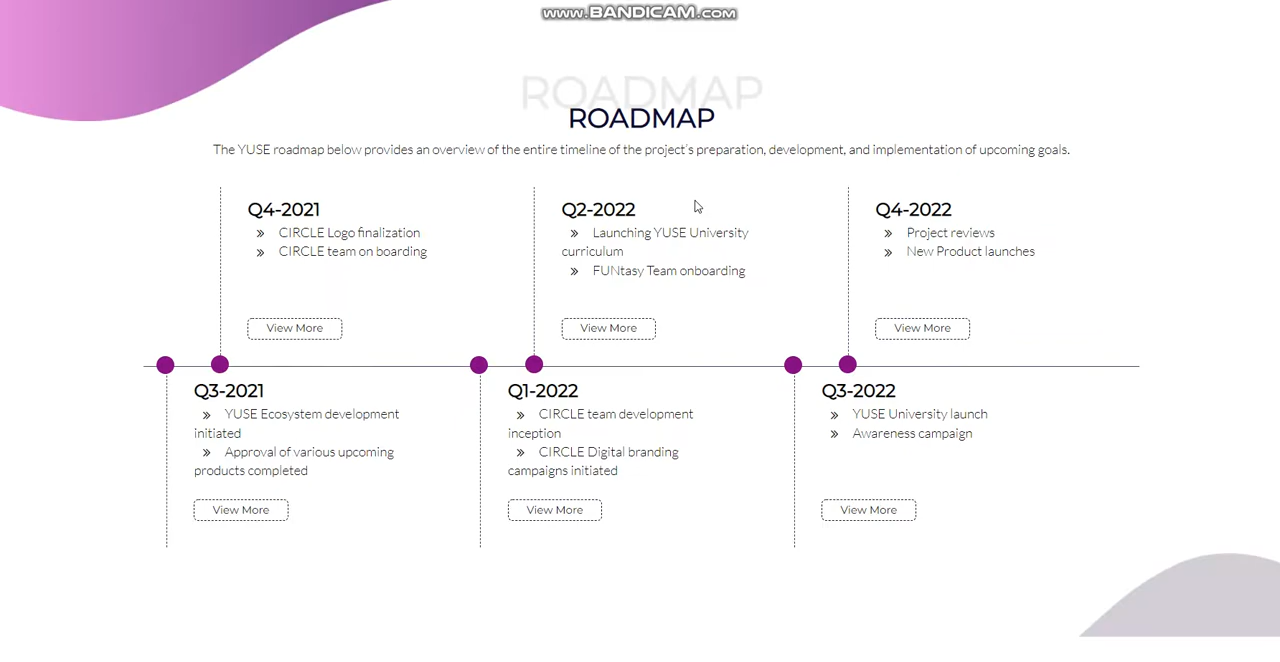 www.BANDICAM.com
ROADMAP
ROADMAP
The YUSE roadmap below provides an overview of the entire timeline of the project's preparation, development, and implementation of upcoming goals.
Q4-2021
» CIRCLE Logo finalization
» CIRCLE team on boarding
View More
Q2-2022
» Launching YUSE University
curriculum
» FUNtasy Team onboarding
View More
Q4-2022
» Project reviews
» New Product launches
View More
Q3-2021
» YUSE Ecosystem development
initiated
» Approval of various upcoming
products completed
View More
Q1-2022
» CIRCLE team development
inception
» CIRCLE Digital branding
campaigns initiated
View More
Q3-2022
» YUSE University launch
» Awareness campaign
View More